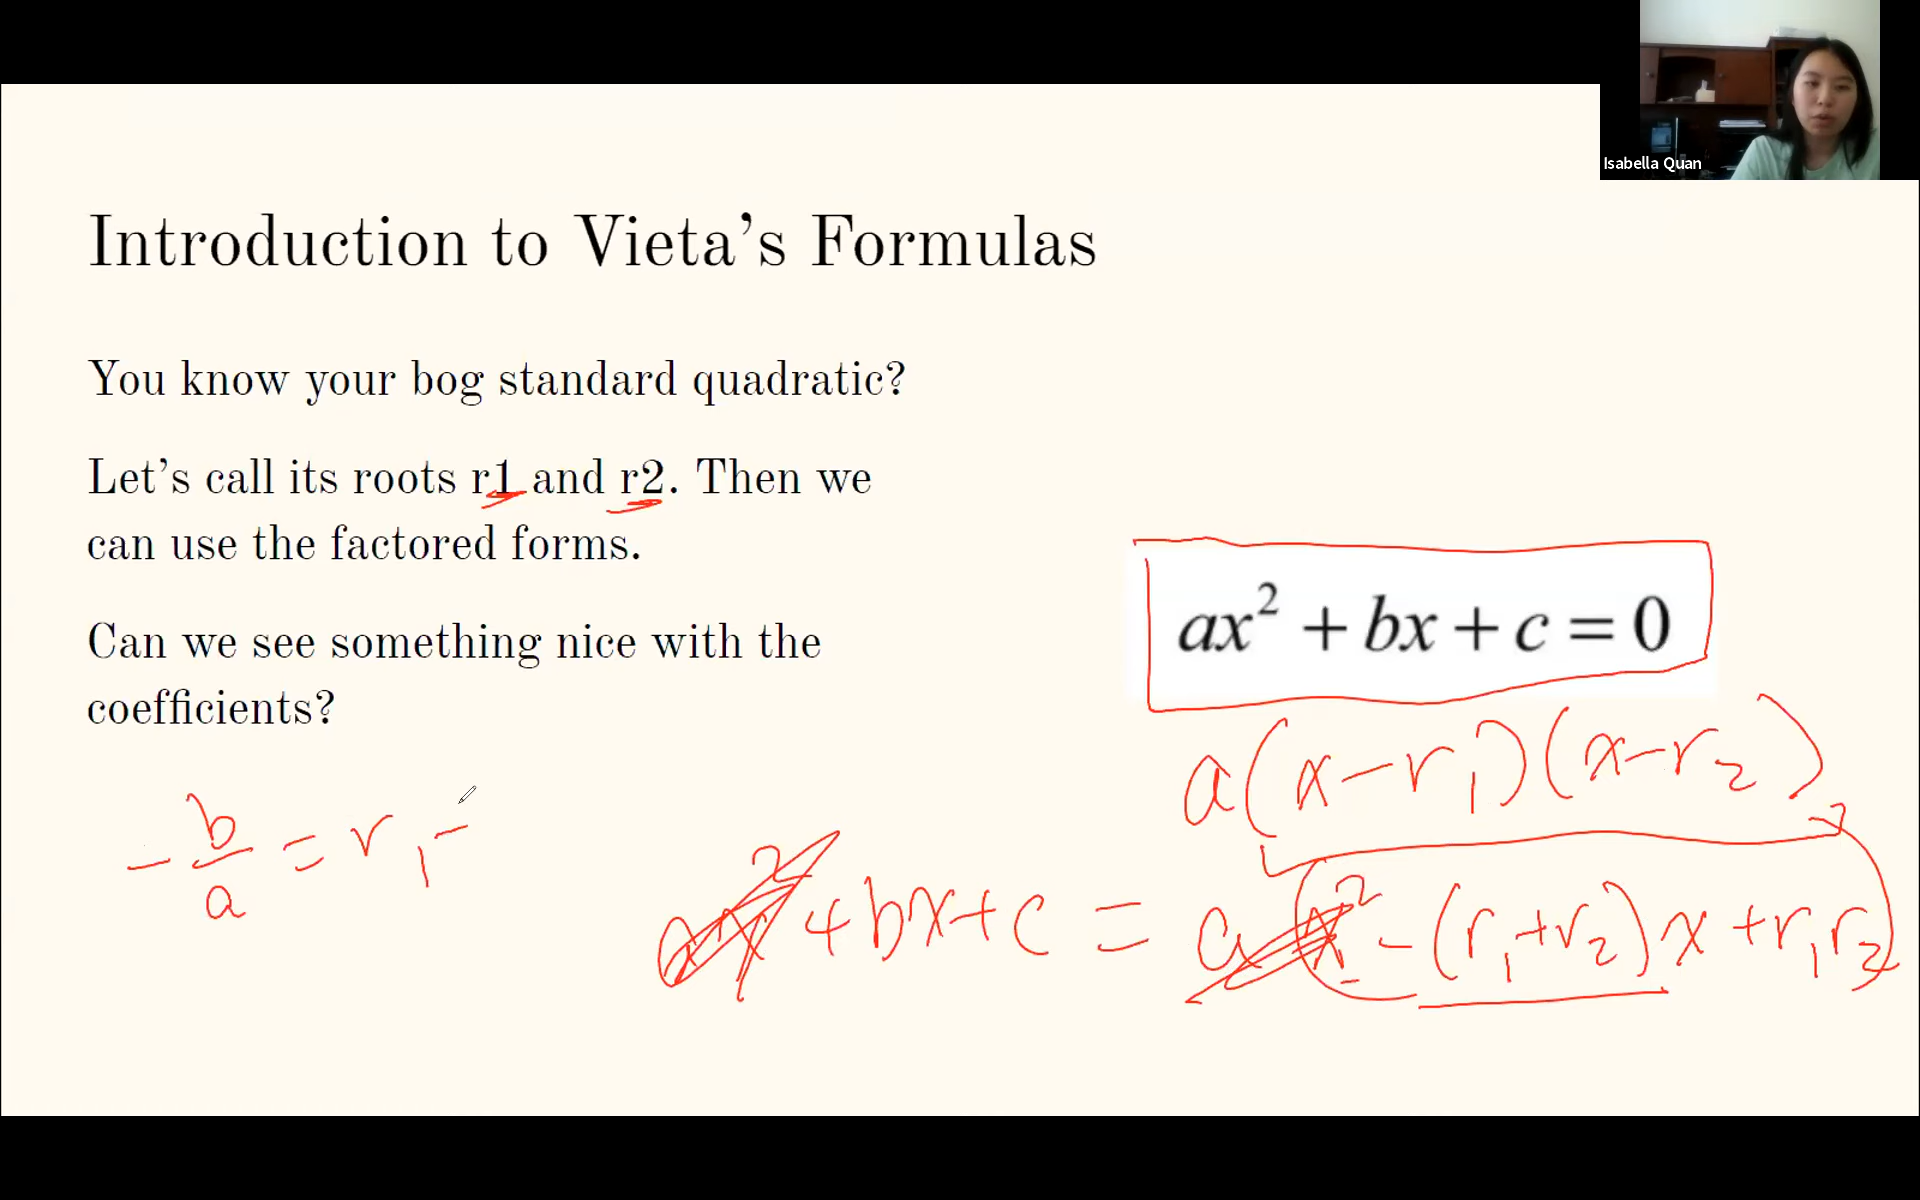 Isabella Quan
Introduction to Vieta's Formulas
You know your bog standard quadratic?
Let's call its roots r1 and r2. Then we
can use the factored forms.
Can we see something nice with the
coefficients?
ax² + bx + c = 0
a(x-r₁)(x-r₂)
ax²+bx+c = a(x²-(r₁+r₂)x+r₁r₂)
-b/a = r₁-